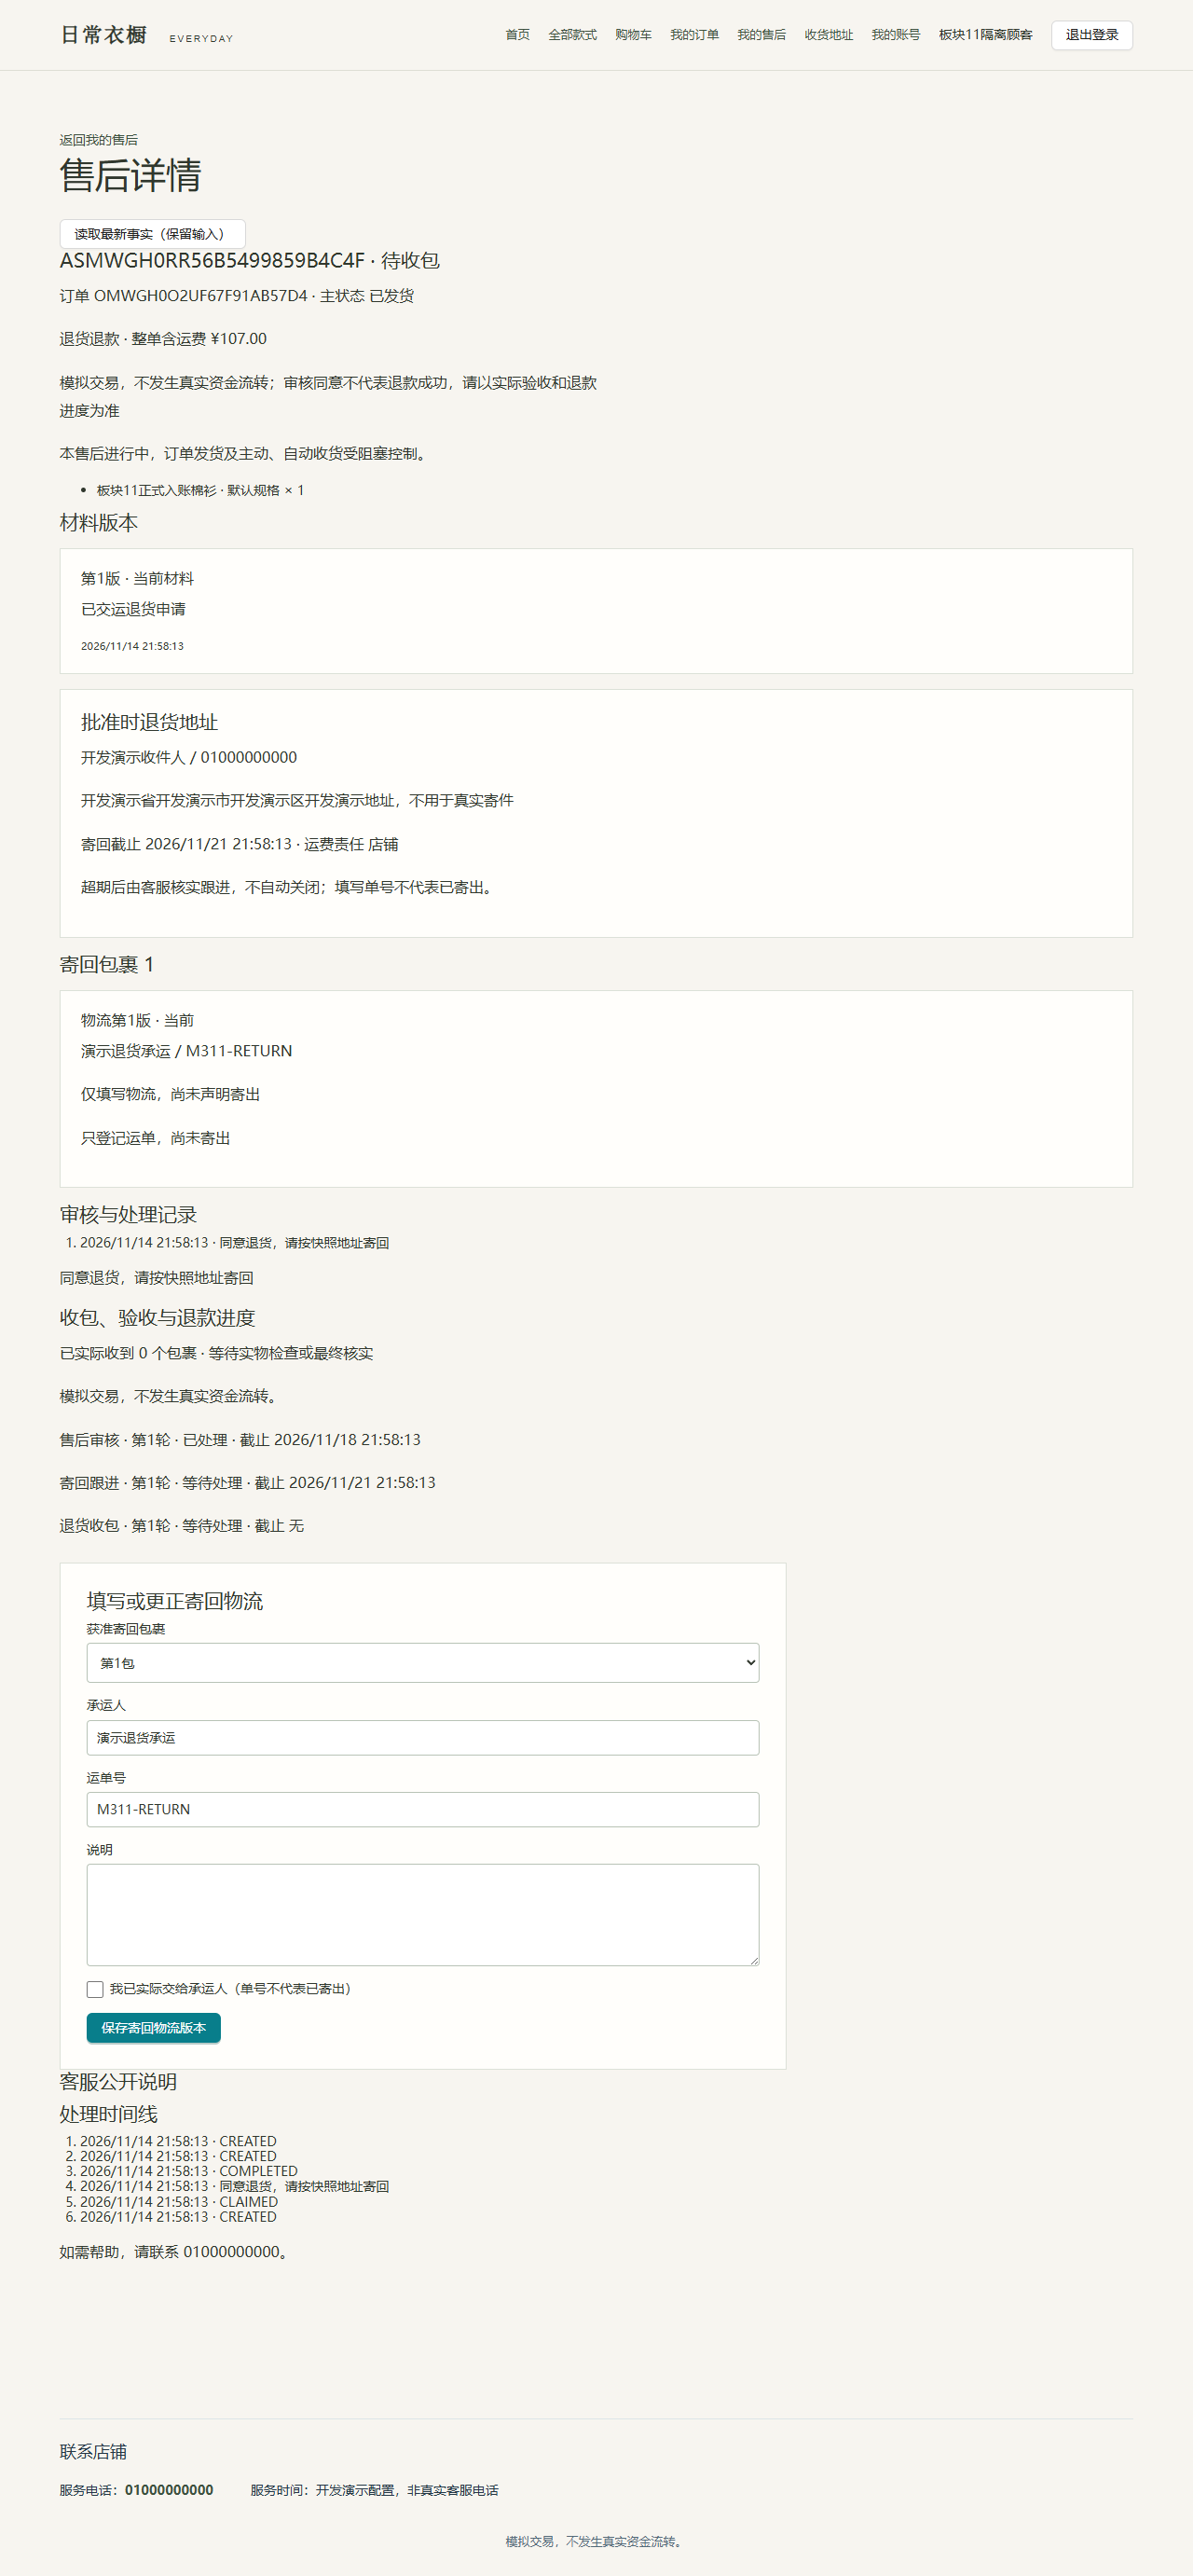 日常衣橱 EVERYDAY 首页 全部款式 购物车 我的订单 我的售后 收货地址 我的账号 板块11隔离顾客 退出登录
返回我的售后
售后详情
读取最新事实（保留输入）
ASMWGH0RR56B5499859B4C4F · 待收包
订单 OMWGH0O2UF67F91AB57D4 · 主状态 已发货
退货退款 · 整单含运费 ¥107.00
模拟交易，不发生真实资金流转；审核同意不代表退款成功，请以实际验收和退款
进度为准
本售后进行中，订单发货及主动、自动收货受阻塞控制。
• 板块11正式入账棉衫 · 默认规格 × 1
材料版本
第1版 · 当前材料
已交运退货申请
2026/11/14 21:58:13
批准时退货地址
开发演示收件人 / 01000000000
开发演示省开发演示市开发演示区开发演示地址，不用于真实寄件
寄回截止 2026/11/21 21:58:13 · 运费责任 店铺
超期后由客服核实跟进，不自动关闭；填写单号不代表已寄出。
寄回包裹 1
物流第1版 · 当前
演示退货承运 / M311-RETURN
仅填写物流，尚未声明寄出
只登记运单，尚未寄出
审核与处理记录
1. 2026/11/14 21:58:13 · 同意退货，请按快照地址寄回
同意退货，请按快照地址寄回
收包、验收与退款进度
已实际收到 0 个包裹 · 等待实物检查或最终核实
模拟交易，不发生真实资金流转。
售后审核 · 第1轮 · 已处理 · 截止 2026/11/18 21:58:13
寄回跟进 · 第1轮 · 等待处理 · 截止 2026/11/21 21:58:13
退货收包 · 第1轮 · 等待处理 · 截止 无
填写或更正寄回物流
获准寄回包裹
第1包
承运人
演示退货承运
运单号
M311-RETURN
说明
我已实际交给承运人（单号不代表已寄出）
保存寄回物流版本
客服公开说明
处理时间线
1. 2026/11/14 21:58:13 · CREATED
2. 2026/11/14 21:58:13 · CREATED
3. 2026/11/14 21:58:13 · COMPLETED
4. 2026/11/14 21:58:13 · 同意退货，请按快照地址寄回
5. 2026/11/14 21:58:13 · CLAIMED
6. 2026/11/14 21:58:13 · CREATED
如需帮助，请联系 01000000000。
联系店铺
服务电话：01000000000 服务时间：开发演示配置，非真实客服电话
模拟交易，不发生真实资金流转。